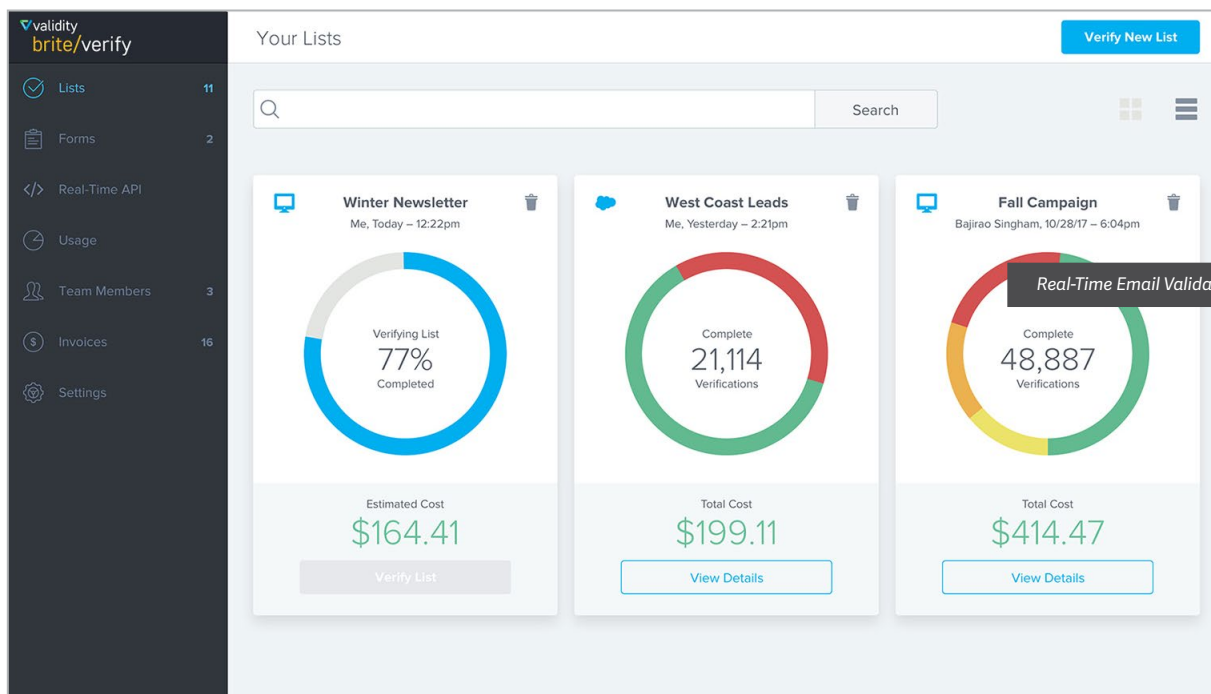 validity
brite/verify
Your Lists
Verify New List
Lists 11
Forms 2
</> Real-Time API
Usage
Team Members 3
$ Invoices 16
Settings
Search
Winter Newsletter
Me, Today – 12:22pm
Verifying List
77%
Completed
Estimated Cost
$164.41
Verify List
West Coast Leads
Me, Yesterday – 2:21pm
Complete
21,114
Verifications
Total Cost
$199.11
View Details
Fall Campaign
Bajirao Singham, 10/28/17 – 6:04pm
Real-Time Email
Complete
48,887
Verifications
Total Cost
$414.47
View Details